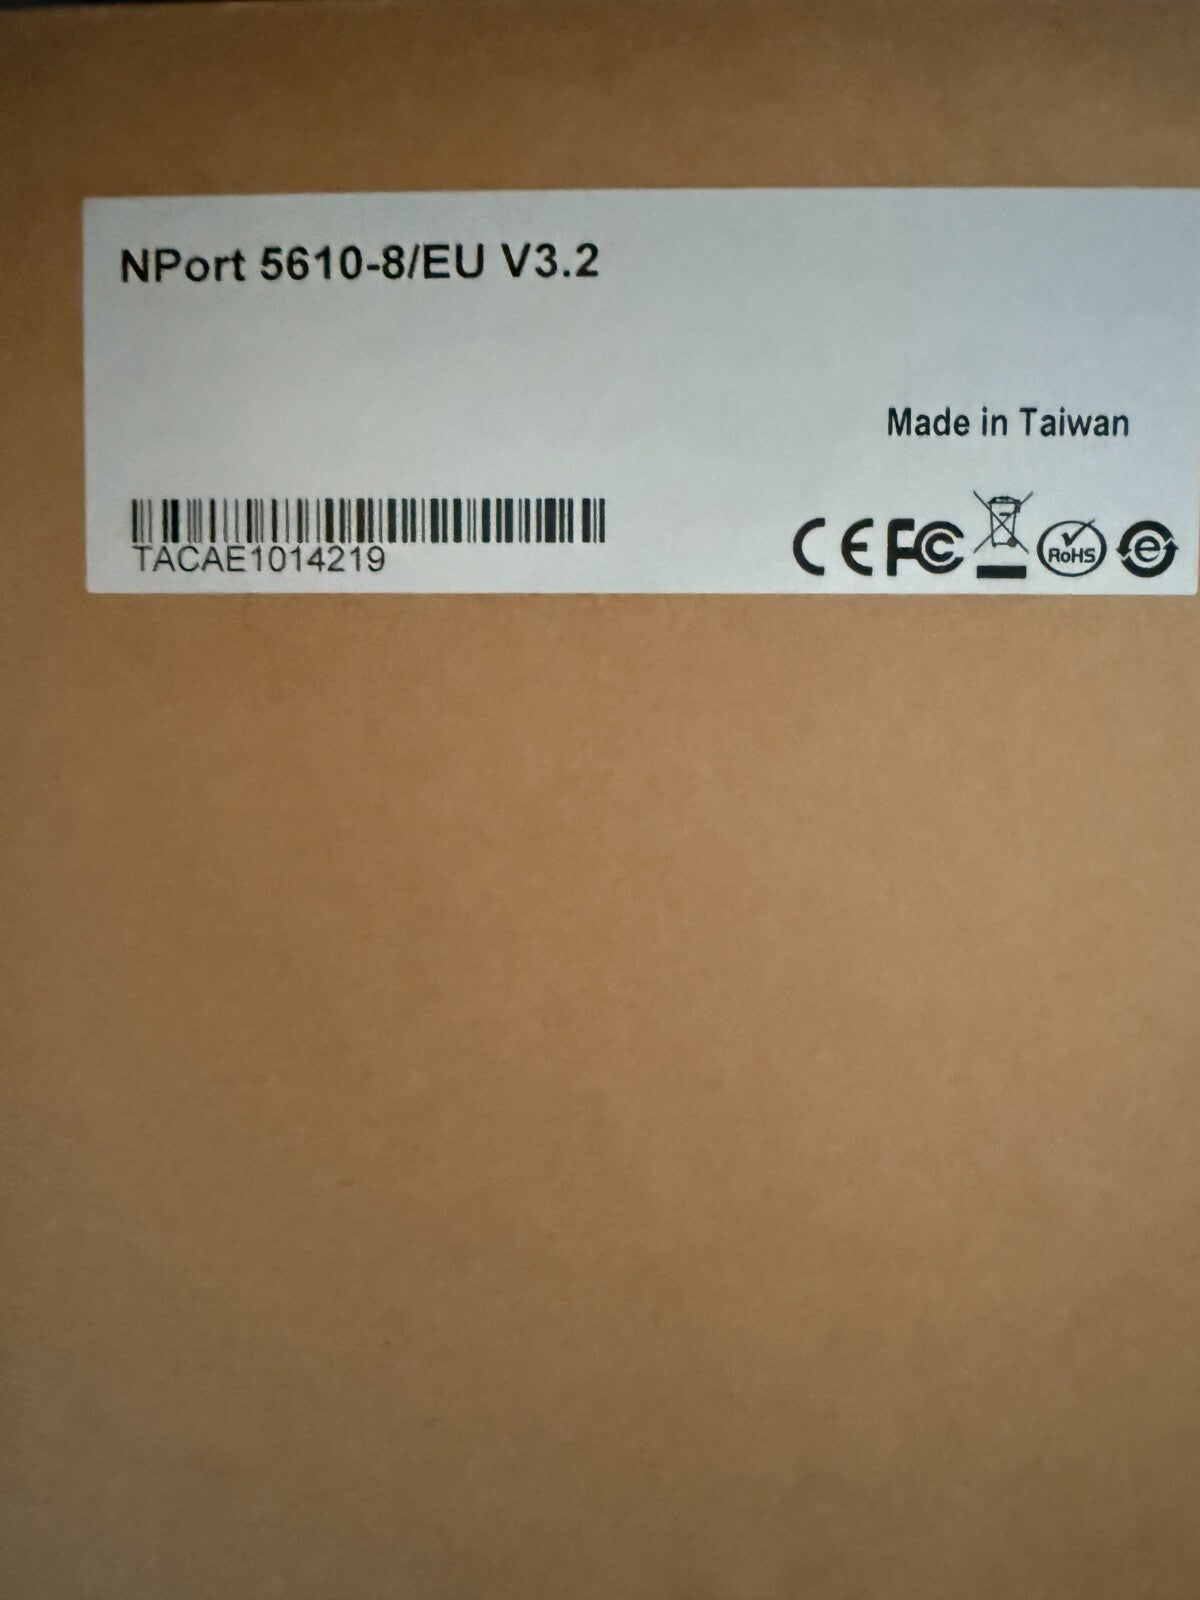 NPort 5610-8/EU V3.2
Made in Taiwan
TACAE1014219
CE FC RoHS e